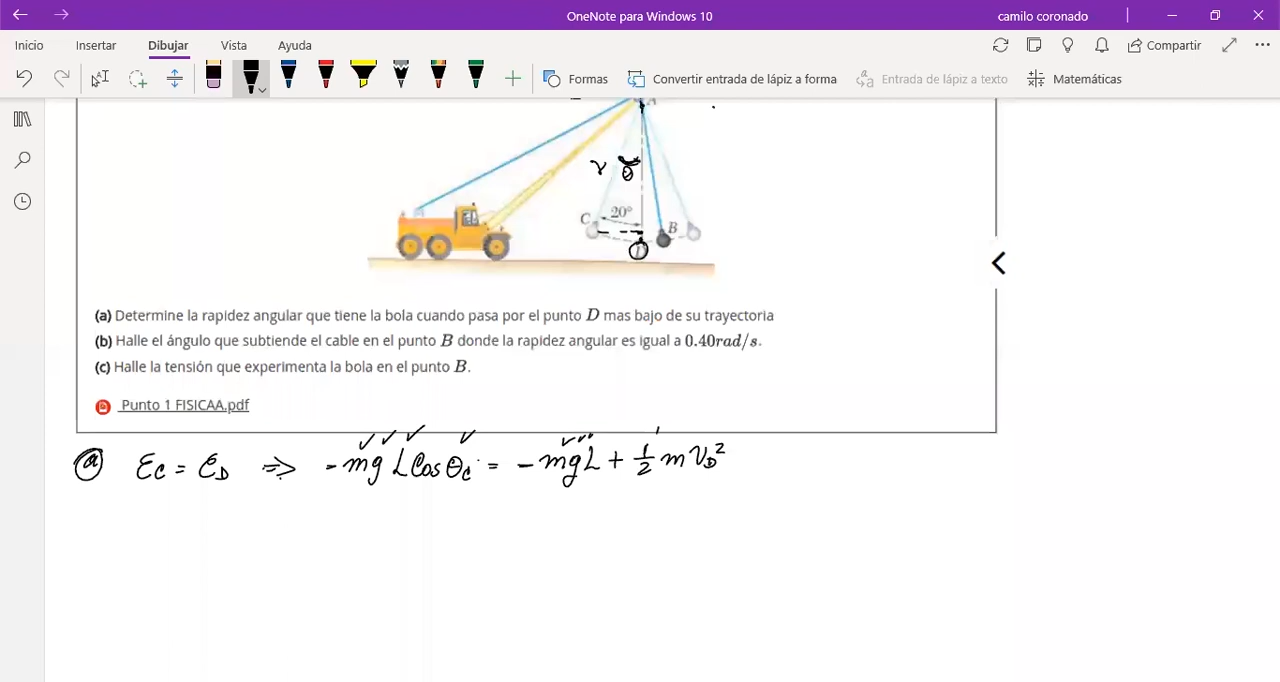 OneNote para Windows 10
camilo coronado
Inicio Insertar Dibujar Vista Ayuda
Compartir
Formas Convertir entrada de lápiz a forma Entrada de lápiz a texto Matemáticas
A
θ
C 20° B
D
(a) Determine la rapidez angular que tiene la bola cuando pasa por el punto D mas bajo de su trayectoria
(b) Halle el ángulo que subtiende el cable en el punto B donde la rapidez angular es igual a 0.40rad/s.
(c) Halle la tensión que experimenta la bola en el punto B.
Punto 1 FISICAA.pdf
ⓐ Ec = ED ⇒ - mg L Cos θc = - mgL + 1/2 m VD²